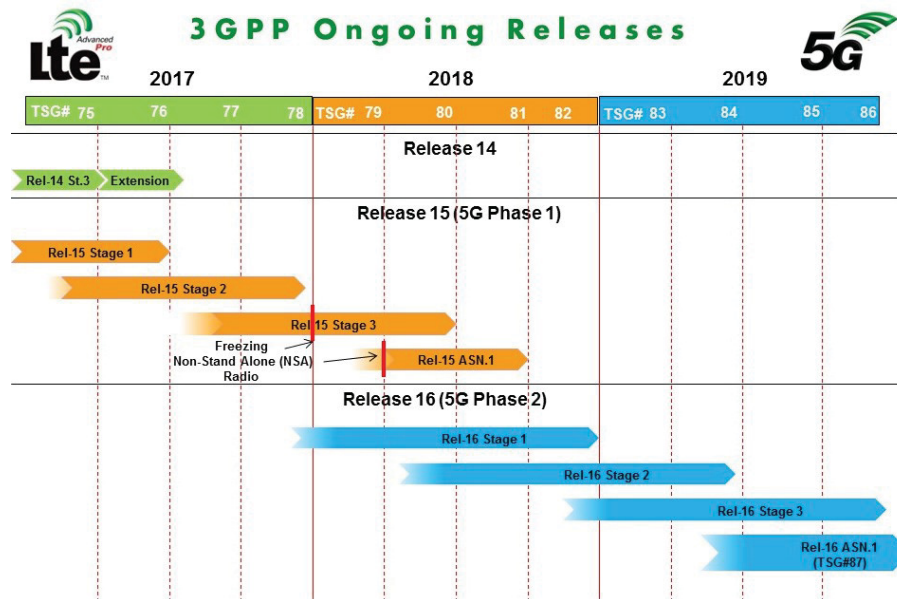 Advanced
Pro
LTE™
3GPP Ongoing Releases
5G
2017
2018
2019
TSG# 75 76 77 78 TSG# 79 80 81 82 TSG# 83 84 85 86
Release 14
Rel-14 St.3
Extension
Release 15 (5G Phase 1)
Rel-15 Stage 1
Rel-15 Stage 2
Rel-15 Stage 3
Freezing
Non-Stand Alone (NSA)
Radio
Rel-15 ASN.1
Release 16 (5G Phase 2)
Rel-16 Stage 1
Rel-16 Stage 2
Rel-16 Stage 3
Rel-16 ASN.1
(TSG#87)